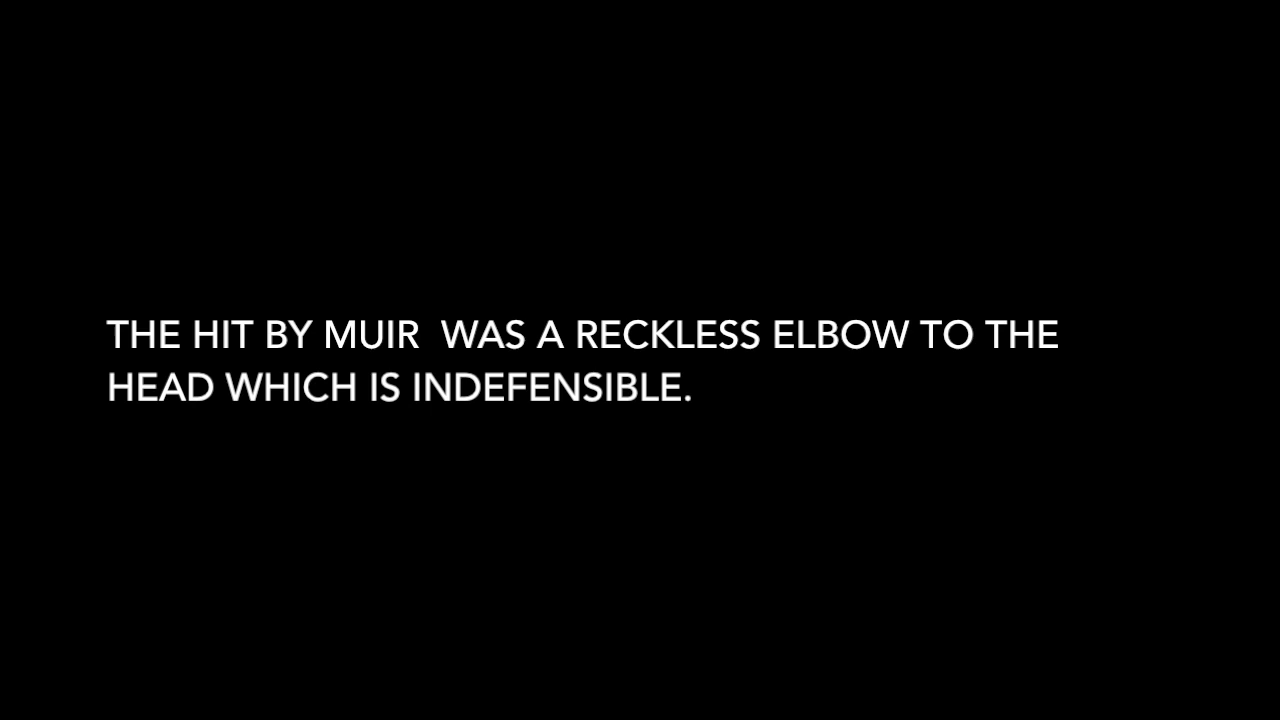 THE HIT BY MUIR  WAS A RECKLESS ELBOW TO THE
HEAD WHICH IS INDEFENSIBLE.